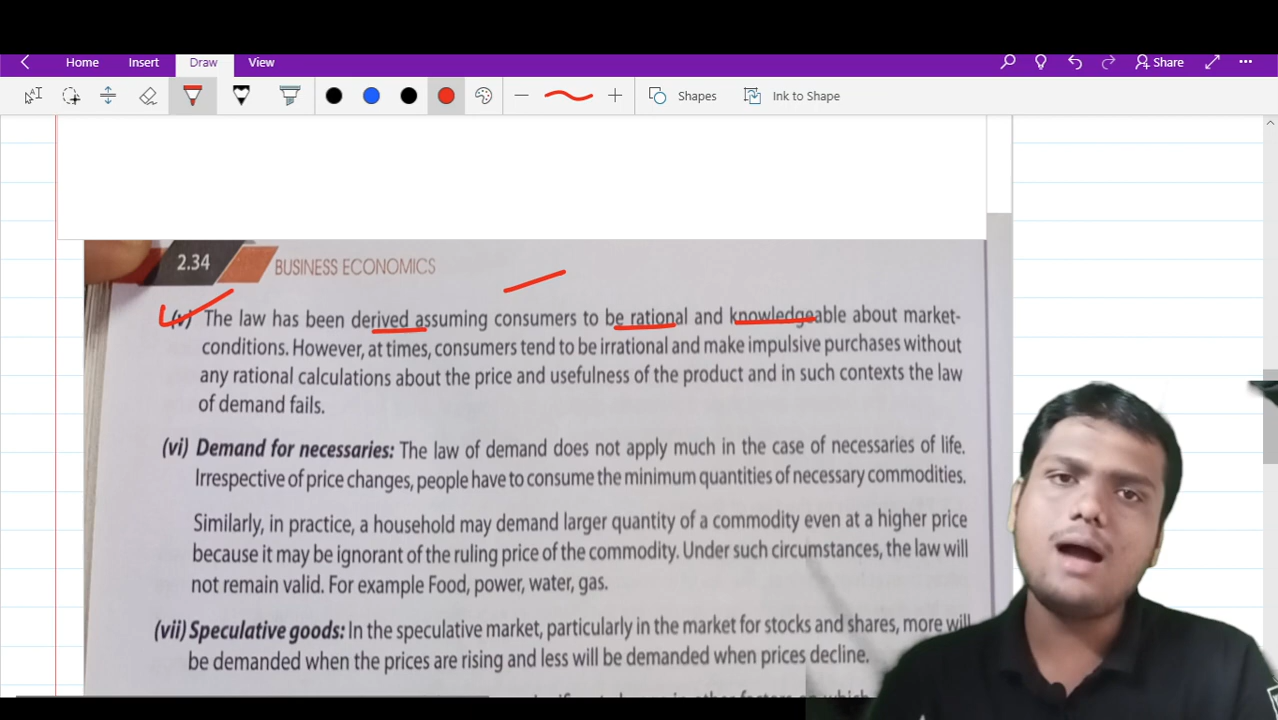 Home Insert Draw View Share
Shapes Ink to Shape
2.34 BUSINESS ECONOMICS
(v) The law has been derived assuming consumers to be rational and knowledgeable about market-
conditions. However, at times, consumers tend to be irrational and make impulsive purchases without
any rational calculations about the price and usefulness of the product and in such contexts the law
of demand fails.
(vi) Demand for necessaries: The law of demand does not apply much in the case of necessaries of life.
Irrespective of price changes, people have to consume the minimum quantities of necessary commodities.
Similarly, in practice, a household may demand larger quantity of a commodity even at a higher price
because it may be ignorant of the ruling price of the commodity. Under such circumstances, the law will
not remain valid. For example Food, power, water, gas.
(vii) Speculative goods: In the speculative market, particularly in the market for stocks and shares, more will
be demanded when the prices are rising and less will be demanded when prices decline.